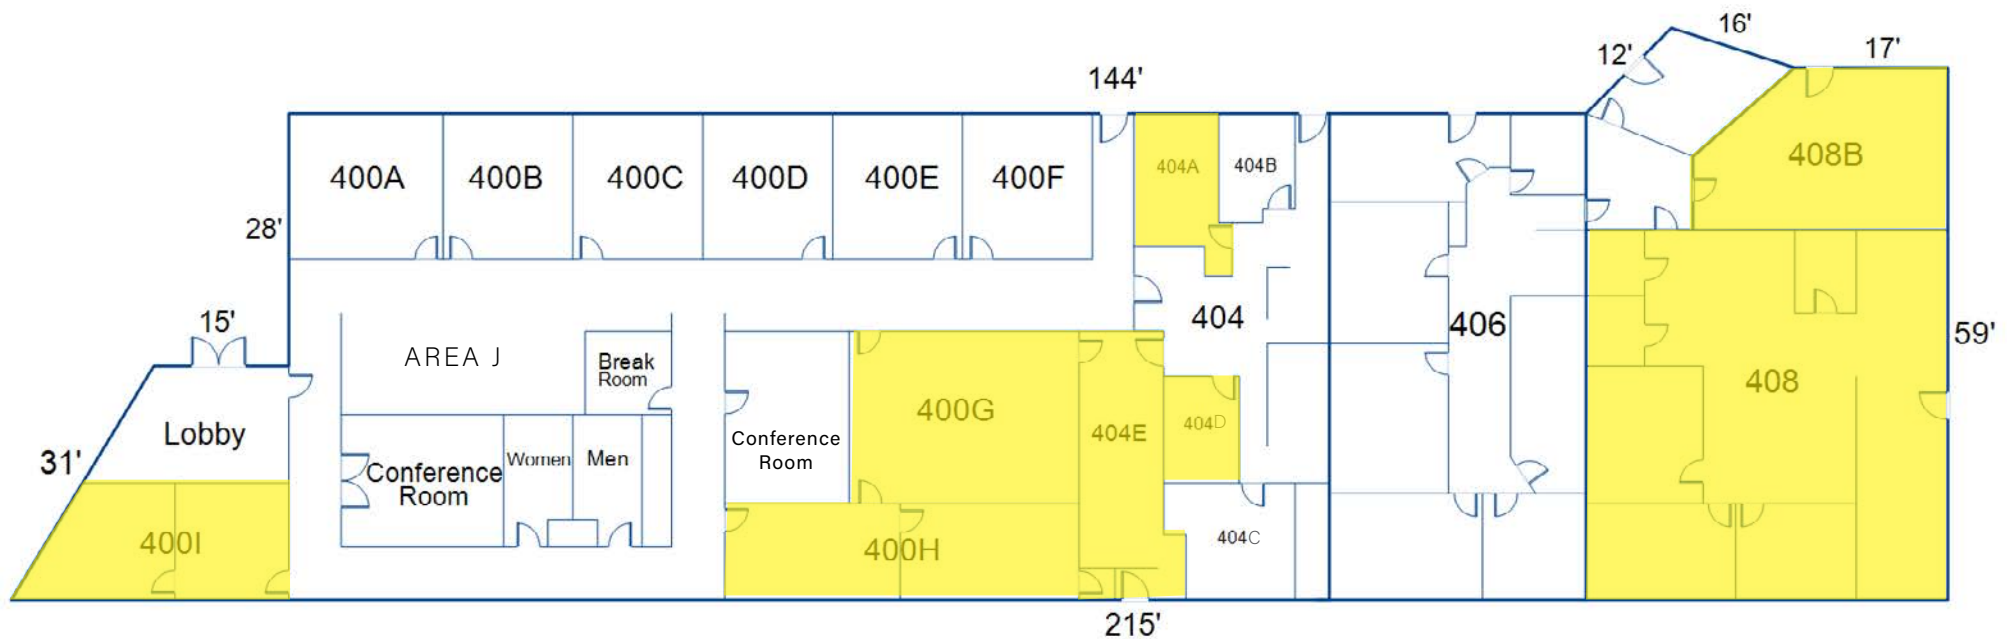 16'
12'
17'
144'
400A
400B
400C
400D
400E
400F
404A
404B
408B
28'
15'
404
406
59'
AREA J
Break
Room
408
400G
Lobby
404E
404D
31'
Conference
Room
Women
Men
Conference
Room
400I
400H
404C
215'